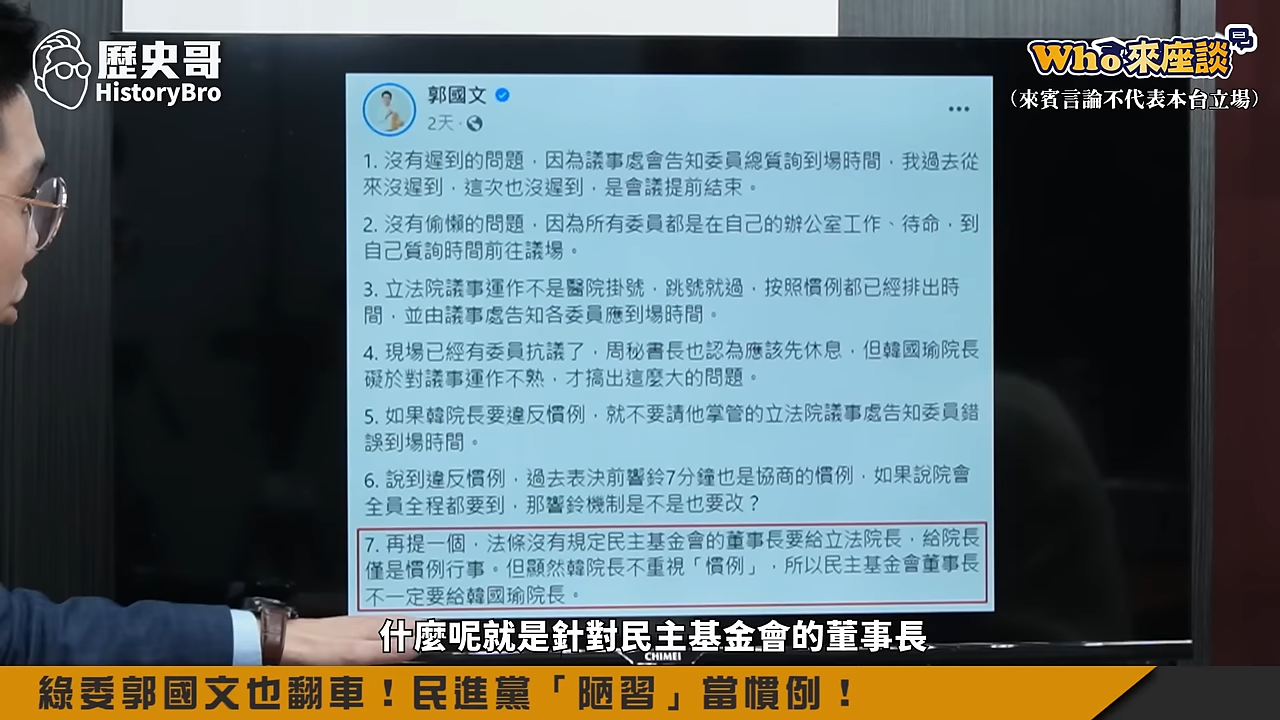 歷史哥
HistoryBro
Who來座談
（來賓言論不代表本台立場）
郭國文
2天
1. 沒有遲到的問題，因為議事處會告知委員總質詢到場時間，我過去從
來沒遲到，這次也沒遲到，是會議提前結束。
2. 沒有偷懶的問題，因為所有委員都是在自己的辦公室工作、待命，到
自己質詢時間前往議場。
3. 立法院議事運作不是醫院掛號，跳號就過，按照慣例都已經排出時
間，並由議事處告知各委員應到場時間。
4. 現場已經有委員抗議了，周秘書長也認為應該先休息，但韓國瑜院長
礙於對議事運作不熟，才搞出這麼大的問題。
5. 如果韓院長要違反慣例，就不要請他掌管的立法院議事處告知委員錯
誤到場時間。
6. 說到違反慣例，過去表決前響鈴7分鐘也是協商的慣例，如果說院會
全員全程都要到，那響鈴機制是不是也要改？
7. 再提一個，法條沒有規定民主基金會的董事長要給立法院長，給院長
僅是慣例行事。但顯然韓院長不重視「慣例」，所以民主基金會董事長
不一定要給韓國瑜院長。
什麼呢就是針對民主基金會的董事長
CHIMEI
綠委郭國文也翻車！民進黨「陋習」當慣例！